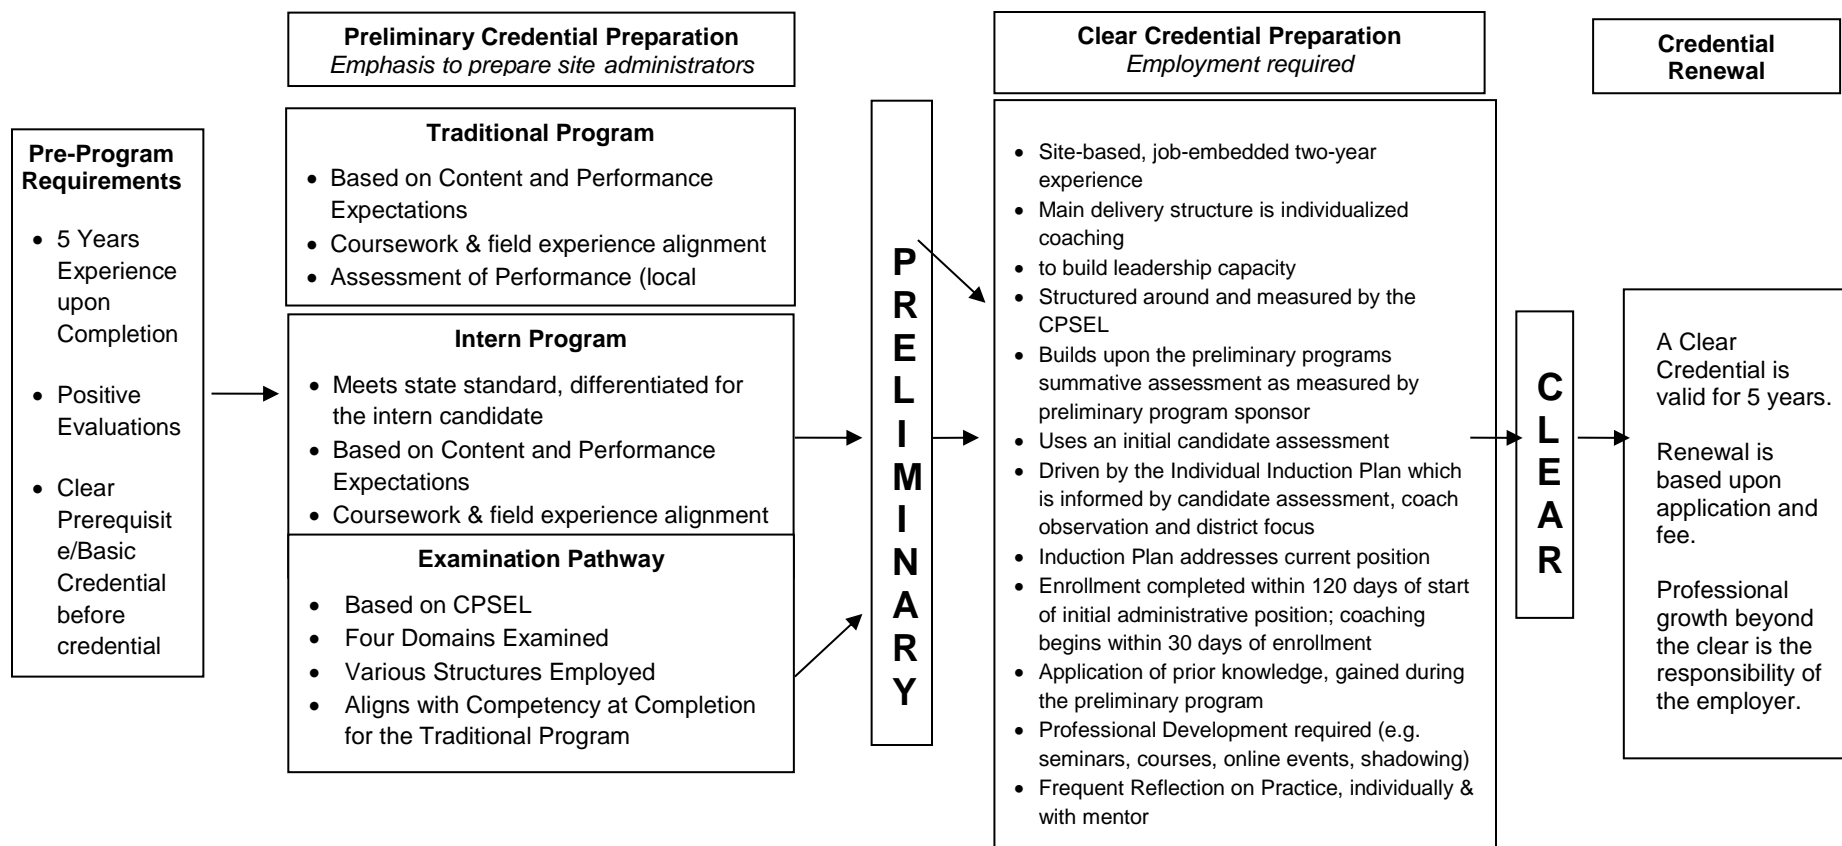 Preliminary Credential Preparation
Emphasis to prepare site administrators
Clear Credential Preparation
Employment required
Credential
Renewal
Pre-Program
Requirements
• 5 Years
Experience
upon
Completion
• Positive
Evaluations
• Clear
Prerequisit
e/Basic
Credential
before
credential
Traditional Program
• Based on Content and Performance
Expectations
• Coursework & field experience alignment
• Assessment of Performance (local
Intern Program
• Meets state standard, differentiated for
the intern candidate
• Based on Content and Performance
Expectations
• Coursework & field experience alignment
Examination Pathway
• Based on CPSEL
• Four Domains Examined
• Various Structures Employed
• Aligns with Competency at Completion
for the Traditional Program
P
R
E
L
I
M
I
N
A
R
Y
• Site-based, job-embedded two-year
experience
• Main delivery structure is individualized
coaching
• to build leadership capacity
• Structured around and measured by the
CPSEL
• Builds upon the preliminary programs
summative assessment as measured by
preliminary program sponsor
• Uses an initial candidate assessment
• Driven by the Individual Induction Plan which
is informed by candidate assessment, coach
observation and district focus
• Induction Plan addresses current position
• Enrollment completed within 120 days of start
of initial administrative position; coaching
begins within 30 days of enrollment
• Application of prior knowledge, gained during
the preliminary program
• Professional Development required (e.g.
seminars, courses, online events, shadowing)
• Frequent Reflection on Practice, individually &
with mentor
C
L
E
A
R
A Clear
Credential is
valid for 5 years.
Renewal is
based upon
application and
fee.
Professional
growth beyond
the clear is the
responsibility of
the employer.